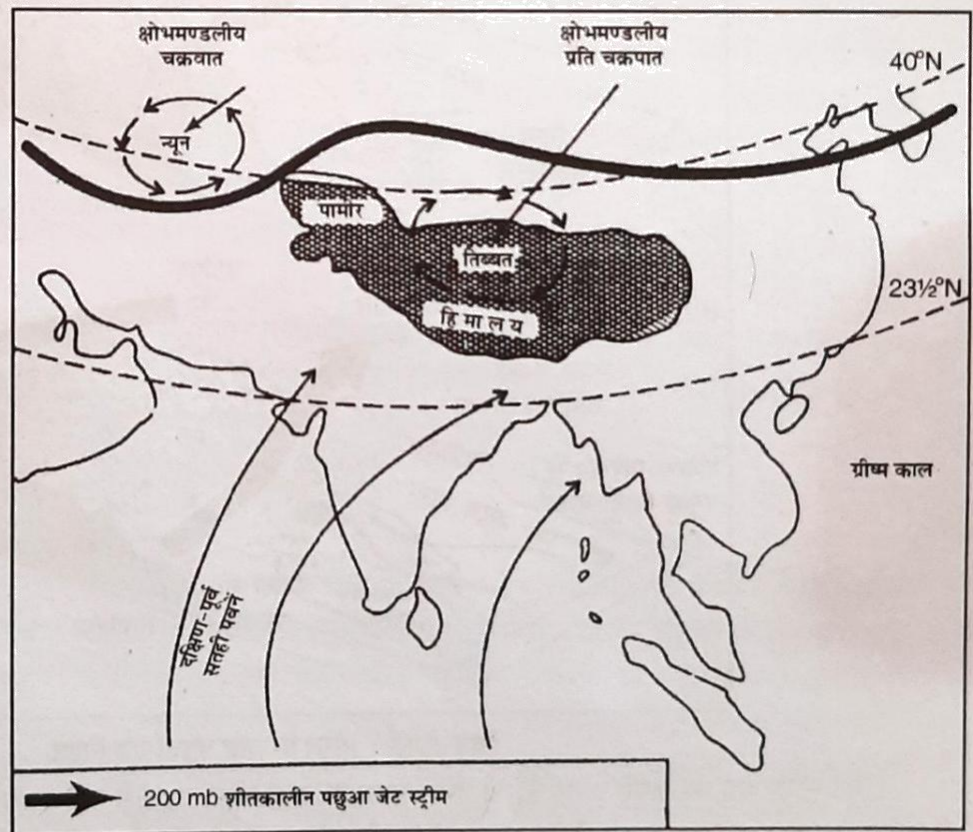 क्षोभमण्डलीय
चक्रवात
क्षोभमण्डलीय
प्रति चक्रपात
40°N
न्यून
पामीर
तिब्बत
23½°N
हिमालय
ग्रीष्म काल
दक्षिण-पूर्व
सतही पवनें
200 mb शीतकालीन पछुआ जेट स्ट्रीम